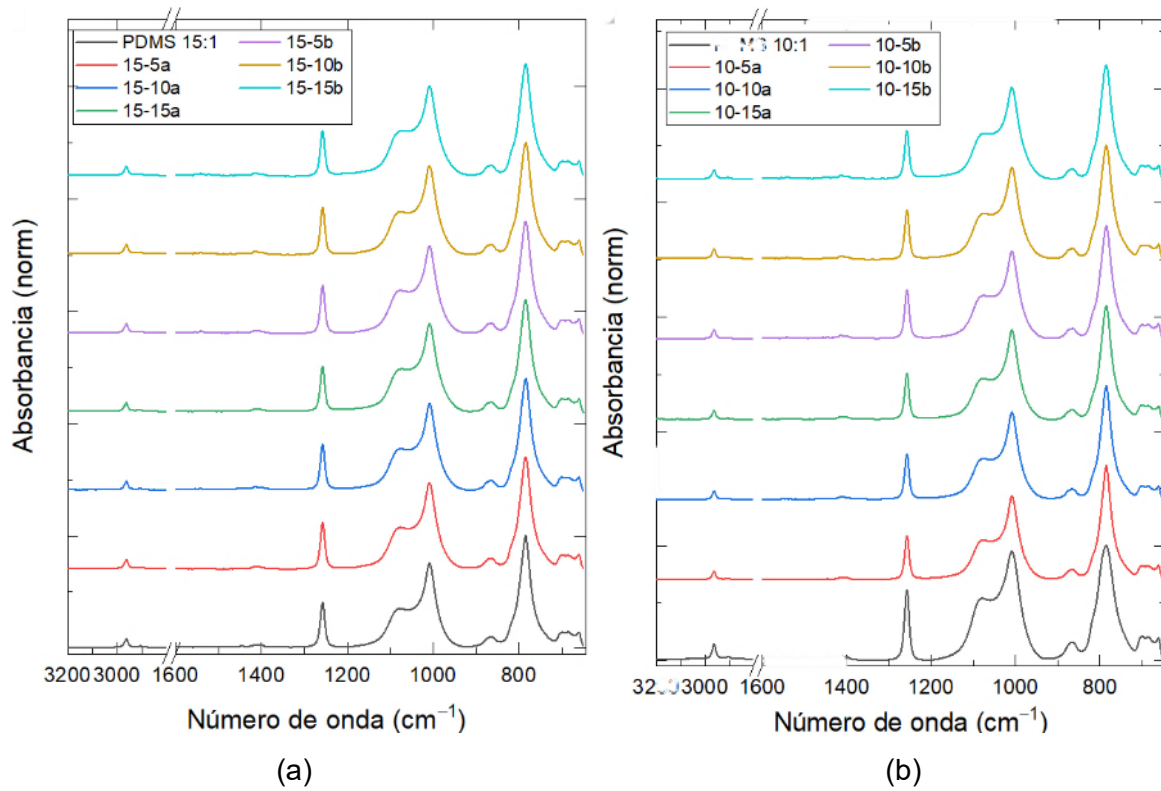 PDMS 15:1
15-5a
15-10a
15-15a
15-5b
15-10b
15-15b
Absorbancia (norm)
3200 3000 1600 1400 1200 1000 800
Número de onda (cm⁻¹)
(a)
10:1
10-5a
10-10a
10-15a
10-5b
10-10b
10-15b
Absorbancia (norm)
3000 1600 1400 1200 1000 800
Número de onda (cm⁻¹)
(b)